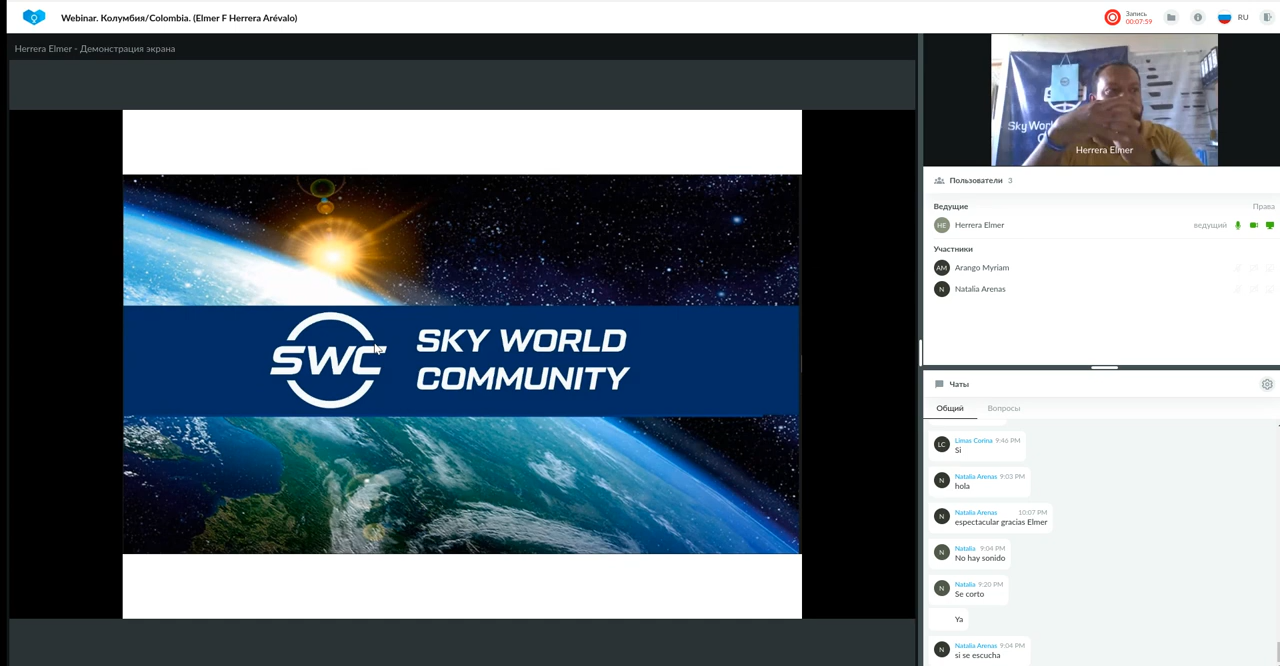 Webinar. Колумбия/Colombia. (Elmer F Herrera Arévalo)
Запись
00:07:59
RU
Herrera Elmer - Демонстрация экрана
SWC
SKY WORLD
COMMUNITY
Herrera Elmer
Пользователи 3
Ведущие Права
HE Herrera Elmer ведущий
Участники
AM Arango Myriam
N Natalia Arenas
Чаты
Общий Вопросы
LC Limas Corina 9:46 PM
Si
N Natalia Arenas 9:03 PM
hola
N Natalia Arenas 10:07 PM
espectacular gracias Elmer
N Natalia 9:04 PM
No hay sonido
N Natalia 9:20 PM
Se corto
Ya
N Natalia Arenas 9:04 PM
si se escucha